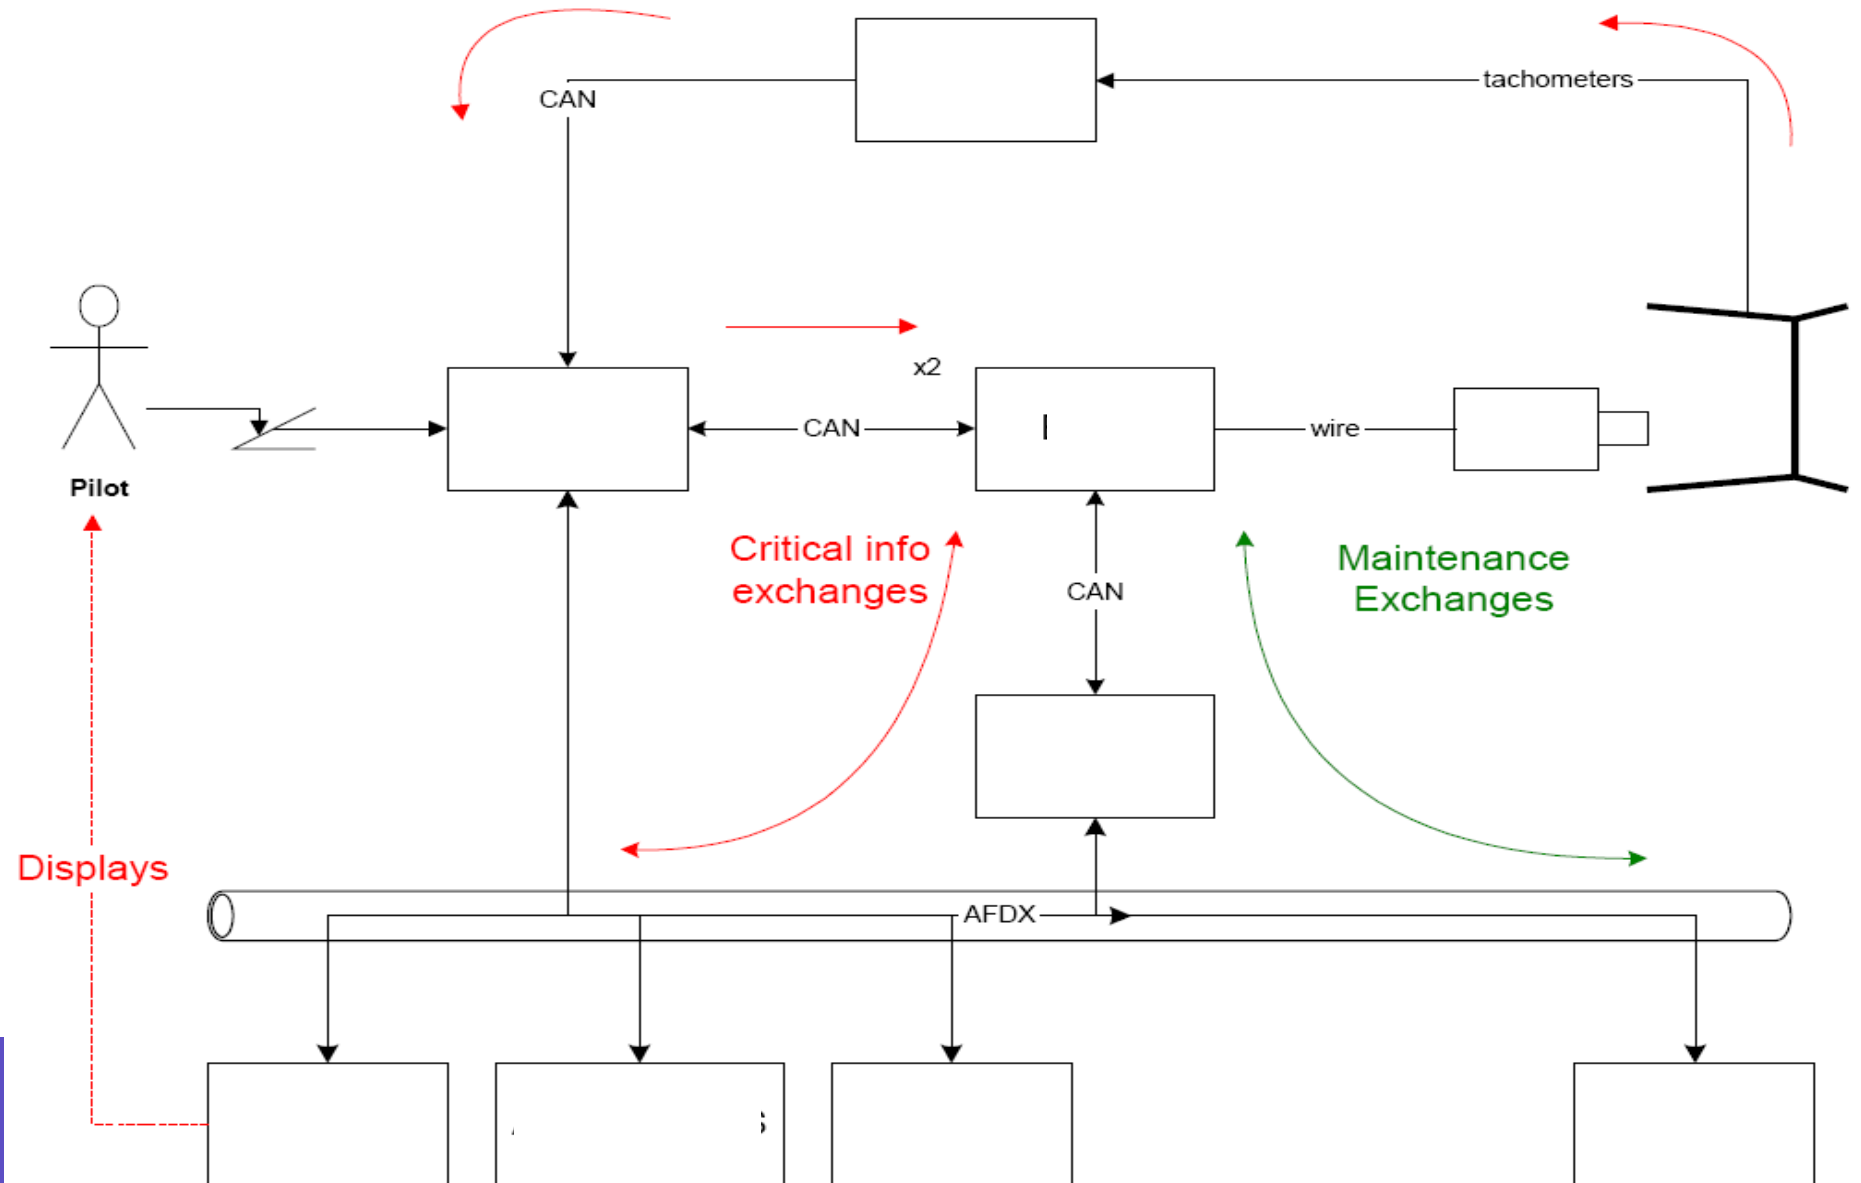 tachometers
CAN
x2
CAN
wire
Pilot
Critical info
exchanges
Maintenance
Exchanges
CAN
Displays
AFDX